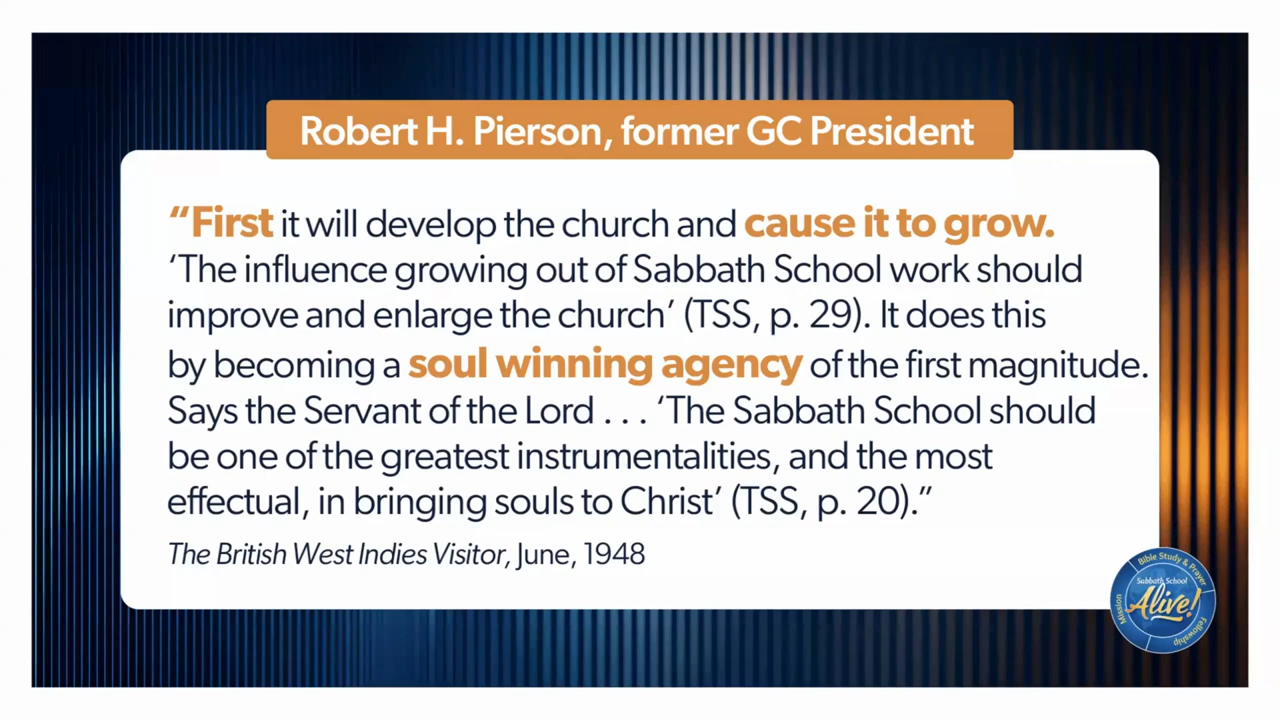 Robert H. Pierson, former GC President
“First it will develop the church and cause it to grow.
‘The influence growing out of Sabbath School work should
improve and enlarge the church’ (TSS, p. 29). It does this
by becoming a soul winning agency of the first magnitude.
Says the Servant of the Lord . . . ‘The Sabbath School should
be one of the greatest instrumentalities, and the most
effectual, in bringing souls to Christ’ (TSS, p. 20).”
The British West Indies Visitor, June, 1948
Bible Study & Prayer
Sabbath School
Alive!
Mission
Fellowship